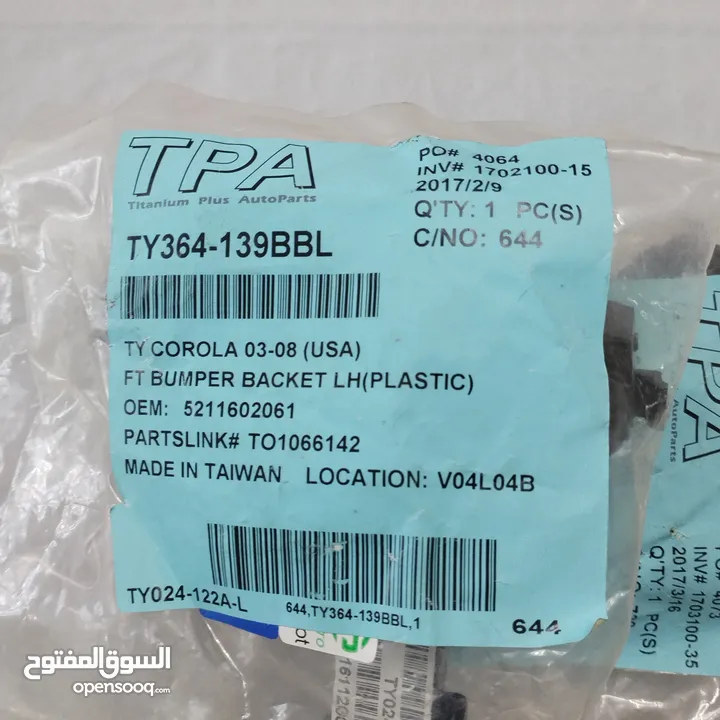 TPA
Titanium Plus AutoParts
PO# 4064
INV# 1702100-15
2017/2/9
Q'TY: 1 PC(S)
C/NO: 644
TY364-139BBL
TY COROLA 03-08 (USA)
FT BUMPER BACKET LH(PLASTIC)
OEM: 5211602061
PARTSLINK# TO1066142
MADE IN TAIWAN LOCATION: V04L04B
TY024-122A-L
644,TY364-139BBL,1
644
TPA
AutoParts
INV# 1703100-35
2017/3/16
Q'TY: 1 PC(S)
TY02
السوق المفتوح
opensooq.com